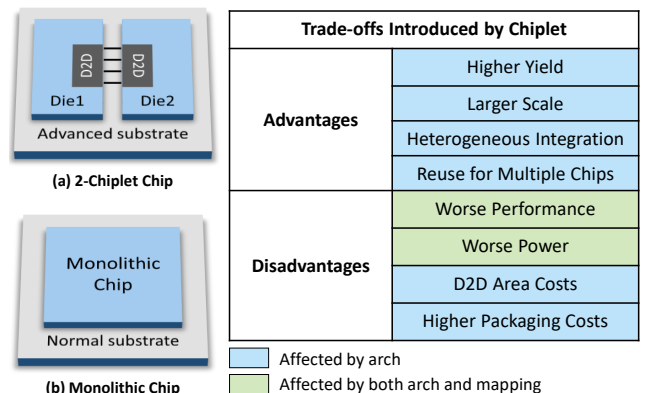 D2D
D2D
Die1
Die2
Advanced substrate
(a) 2-Chiplet Chip
Monolithic
Chip
Normal substrate
(b) Monolithic Chip
Trade-offs Introduced by Chiplet
Advantages
Higher Yield
Larger Scale
Heterogeneous Integration
Reuse for Multiple Chips
Disadvantages
Worse Performance
Worse Power
D2D Area Costs
Higher Packaging Costs
Affected by arch
Affected by both arch and mapping